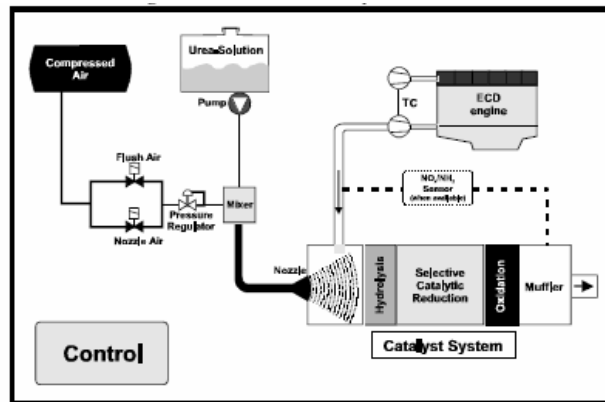 Compressed
Air
Urea-Solution
Pump
TC
ECD
engine
Flush Air
Nozzle Air
Pressure
Regulator
Mixer
NOx/NH3
Sensor
(when available)
Nozzle
Hydrolysis
Selective
Catalytic
Reduction
Oxidation
Muffler
Catalyst System
Control